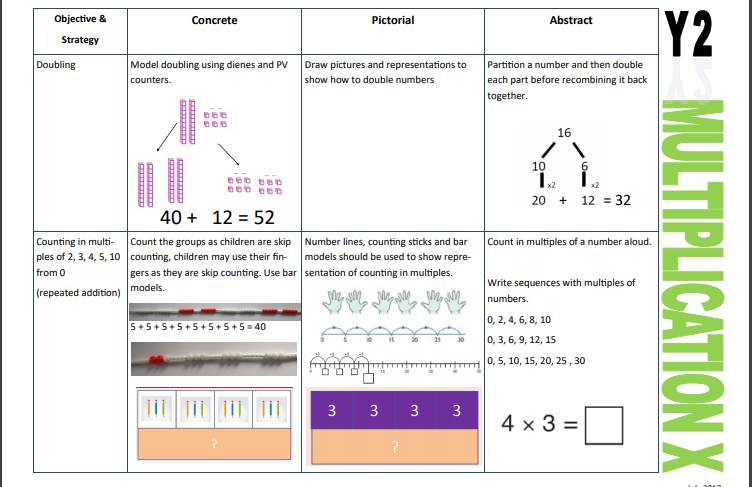 Objective &
Strategy
Concrete
Pictorial
Abstract
Y2
MULTIPLICATION X
Doubling
Model doubling using dienes and PV
counters.
40 + 12 = 52
Draw pictures and representations to
show how to double numbers
Partition a number and then double
each part before recombining it back
together.
16
10 6
x2 x2
20 + 12 = 32
Counting in multi-
ples of 2, 3, 4, 5, 10
from 0
(repeated addition)
Count the groups as children are skip
counting, children may use their fin-
gers as they are skip counting. Use bar
models.
5 + 5 + 5 + 5 + 5 + 5 + 5 + 5 = 40
?
Number lines, counting sticks and bar
models should be used to show repre-
sentation of counting in multiples.
0 5 10 15 20 25 30
3 3 3 3
?
Count in multiples of a number aloud.
Write sequences with multiples of
numbers.
0, 2, 4, 6, 8, 10
0, 3, 6, 9, 12, 15
0, 5, 10, 15, 20, 25 , 30
4 × 3 =